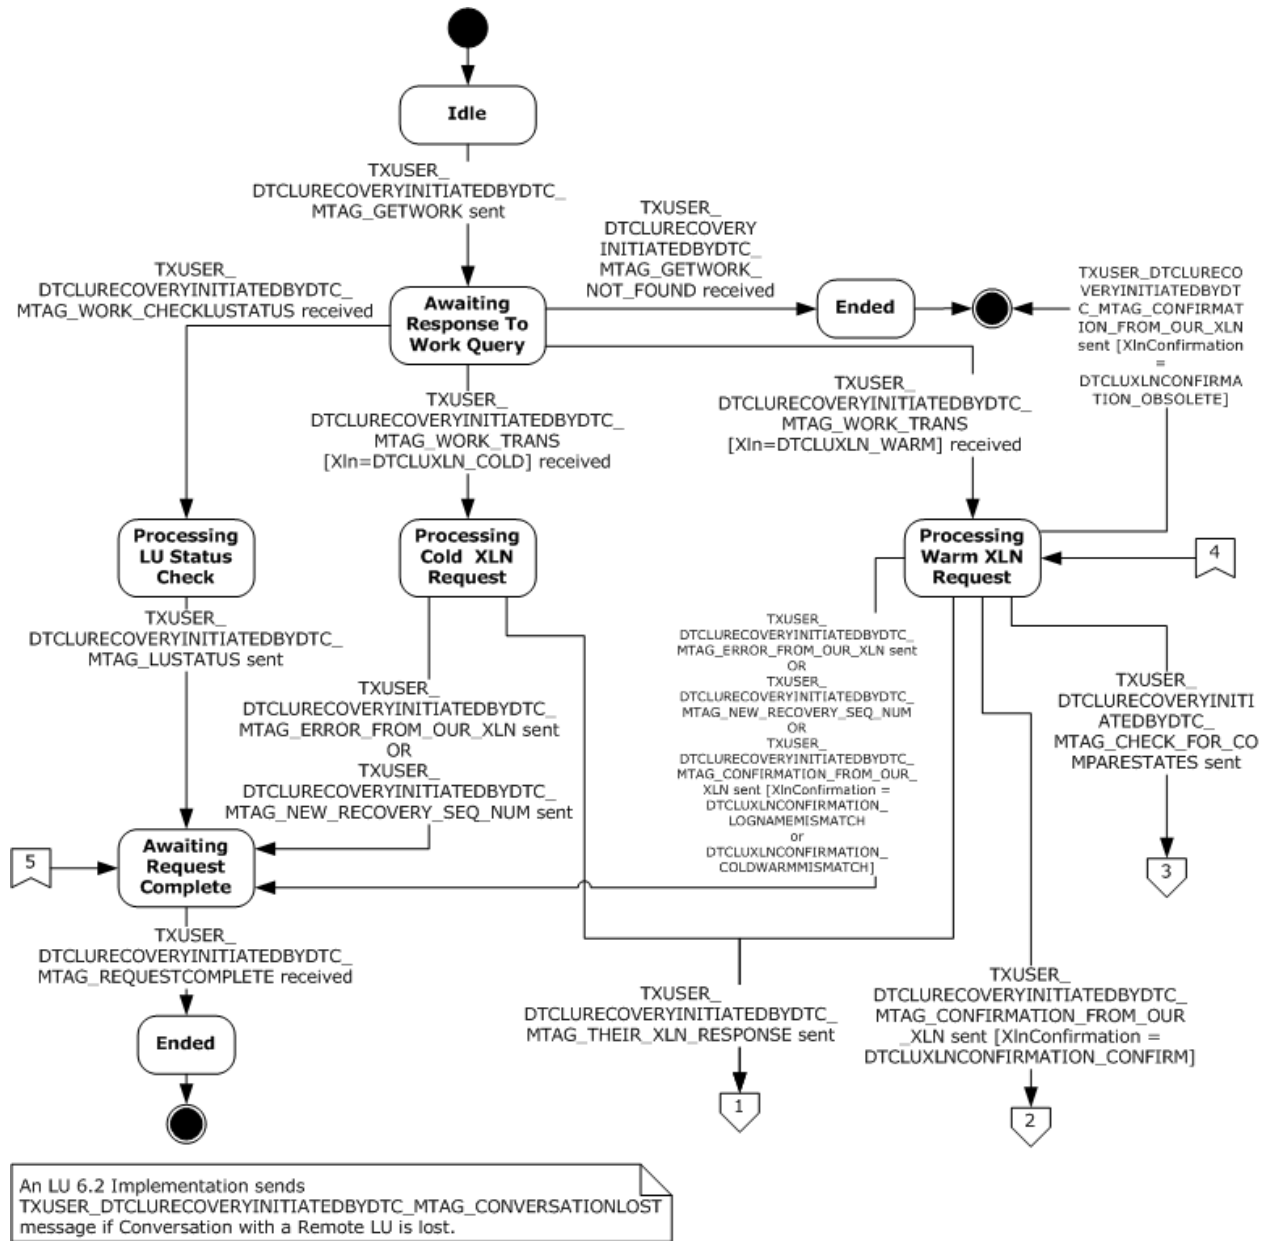 Idle
TXUSER_
DTCLURECOVERYINITIATEDBYDTC_
MTAG_GETWORK sent
TXUSER_
DTCLURECOVERY
INITIATEDBYDTC_
MTAG_GETWORK_
NOT_FOUND received
TXUSER_
DTCLURECOVERYINITIATEDBYDTC_
MTAG_WORK_CHECKLUSTATUS received
Awaiting
Response To
Work Query
Ended
TXUSER_DTCLURECO
VERYINITIATEDBYDT
C_MTAG_CONFIRMAT
ION_FROM_OUR_XLN
sent [XlnConfirmation
=
DTCLUXLNCONFIRMA
TION_OBSOLETE]
TXUSER_
DTCLURECOVERYINITIATEDBYDTC_
MTAG_WORK_TRANS
[Xln=DTCLUXLN_COLD] received
TXUSER_
DTCLURECOVERYINITIATEDBYDTC_
MTAG_WORK_TRANS
[Xln=DTCLUXLN_WARM] received
Processing
LU Status
Check
Processing
Cold XLN
Request
Processing
Warm XLN
Request
4
TXUSER_
DTCLURECOVERYINITIATEDBYDTC_
MTAG_LUSTATUS sent
TXUSER_
DTCLURECOVERYINITIATEDBYDTC_
MTAG_ERROR_FROM_OUR_XLN sent
OR
TXUSER_
DTCLURECOVERYINITIATEDBYDTC_
MTAG_NEW_RECOVERY_SEQ_NUM sent
TXUSER_
DTCLURECOVERYINITIATEDBYDTC_
MTAG_ERROR_FROM_OUR_XLN sent
OR
TXUSER_
DTCLURECOVERYINITIATEDBYDTC_
MTAG_NEW_RECOVERY_SEQ_NUM
OR
TXUSER_
DTCLURECOVERYINITIATEDBYDTC_
MTAG_CONFIRMATION_FROM_OUR_
XLN sent [XlnConfirmation =
DTCLUXLNCONFIRMATION_
LOGNAMEMISMATCH
or
DTCLUXLNCONFIRMATION_
COLDWARMMISMATCH]
TXUSER_
DTCLURECOVERYINITI
ATEDBYDTC_
MTAG_CHECK_FOR_CO
MPARESTATES sent
5
Awaiting
Request
Complete
3
TXUSER_
DTCLURECOVERYINITIATEDBYDTC_
MTAG_REQUESTCOMPLETE received
TXUSER_
DTCLURECOVERYINITIATEDBYDTC_
MTAG_THEIR_XLN_RESPONSE sent
TXUSER_
DTCLURECOVERYINITIATEDBYDTC_
MTAG_CONFIRMATION_FROM_OUR
_XLN sent [XlnConfirmation =
DTCLUXLNCONFIRMATION_CONFIRM]
Ended
1
2
An LU 6.2 Implementation sends
TXUSER_DTCLURECOVERYINITIATEDBYDTC_MTAG_CONVERSATIONLOST
message if Conversation with a Remote LU is lost.